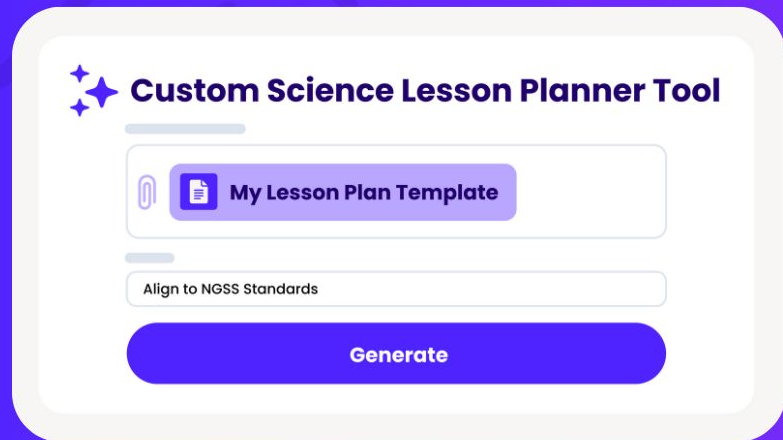 Custom Science Lesson Planner Tool
My Lesson Plan Template
Align to NGSS Standards
Generate